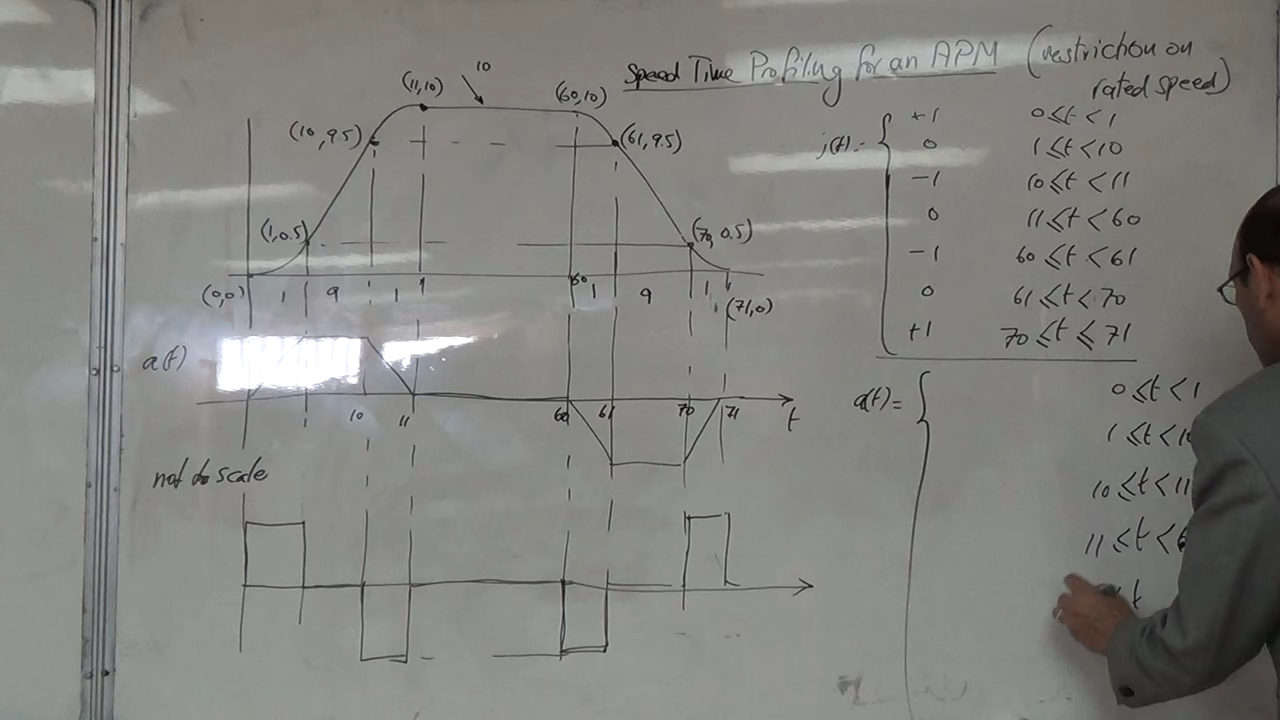 Speed Time Profiling for an APM (restriction on
rated speed)
10
(11,10)
(60,10)
(10,9.5)
(61,9.5)
(1,0.5)
(70,0.5)
(0,0)
1 9 1
60 1 9 1
(71,0)
a(t)
10 11 60 61 70 71 t
not to scale
j(t) = +1 0≤t<1
0 1≤t<10
-1 10≤t<11
0 11≤t<60
-1 60≤t<61
0 61≤t<70
+1 70≤t≤71
a(t) = 0≤t<1
1≤t<10
10≤t<11
11≤t<6
t